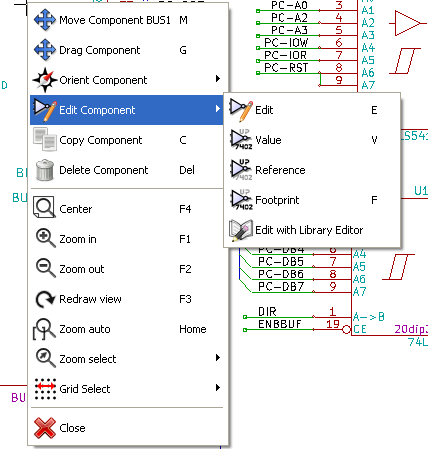 Move Component BUS1 M
Drag Component G
Orient Component
Edit Component
Copy Component C
Delete Component Del
Center F4
Zoom in F1
Zoom out F2
Redraw view F3
Zoom auto Home
Zoom select
Grid Select
Close
Edit E
Value V
Reference
Footprint F
Edit with Library Editor
PC-A0 3 A1
PC-A2 4 A2
PC-A3 5 A3
PC-IOW 6 A4
PC-IOR 7 A5
PC-RST 8 A6
9 A7
LS541
U1
PC-DB4 6 A4
PC-DB5 7 A5
PC-DB6 8 A6
PC-DB7 9 A7
DIR 1 A->B
ENBBUF 19 CE
20dip3
74L
D
BU
BU
BU